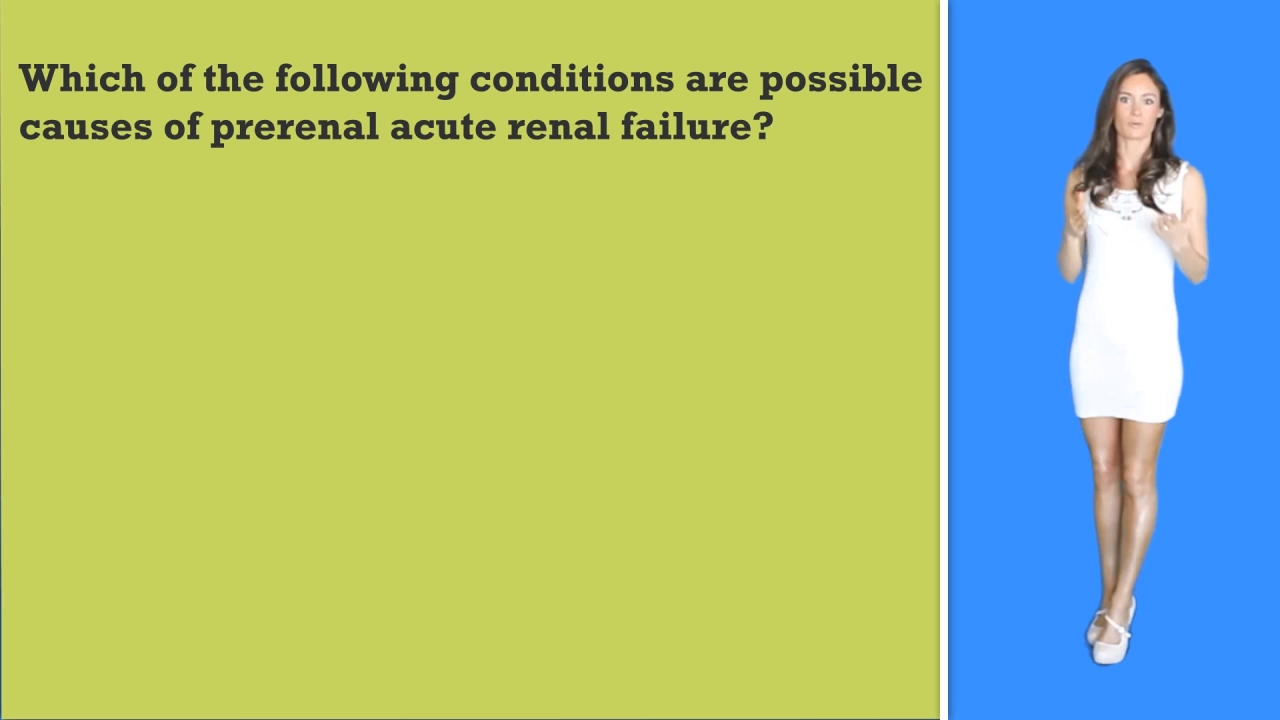 Which of the following conditions are possible
causes of prerenal acute renal failure?